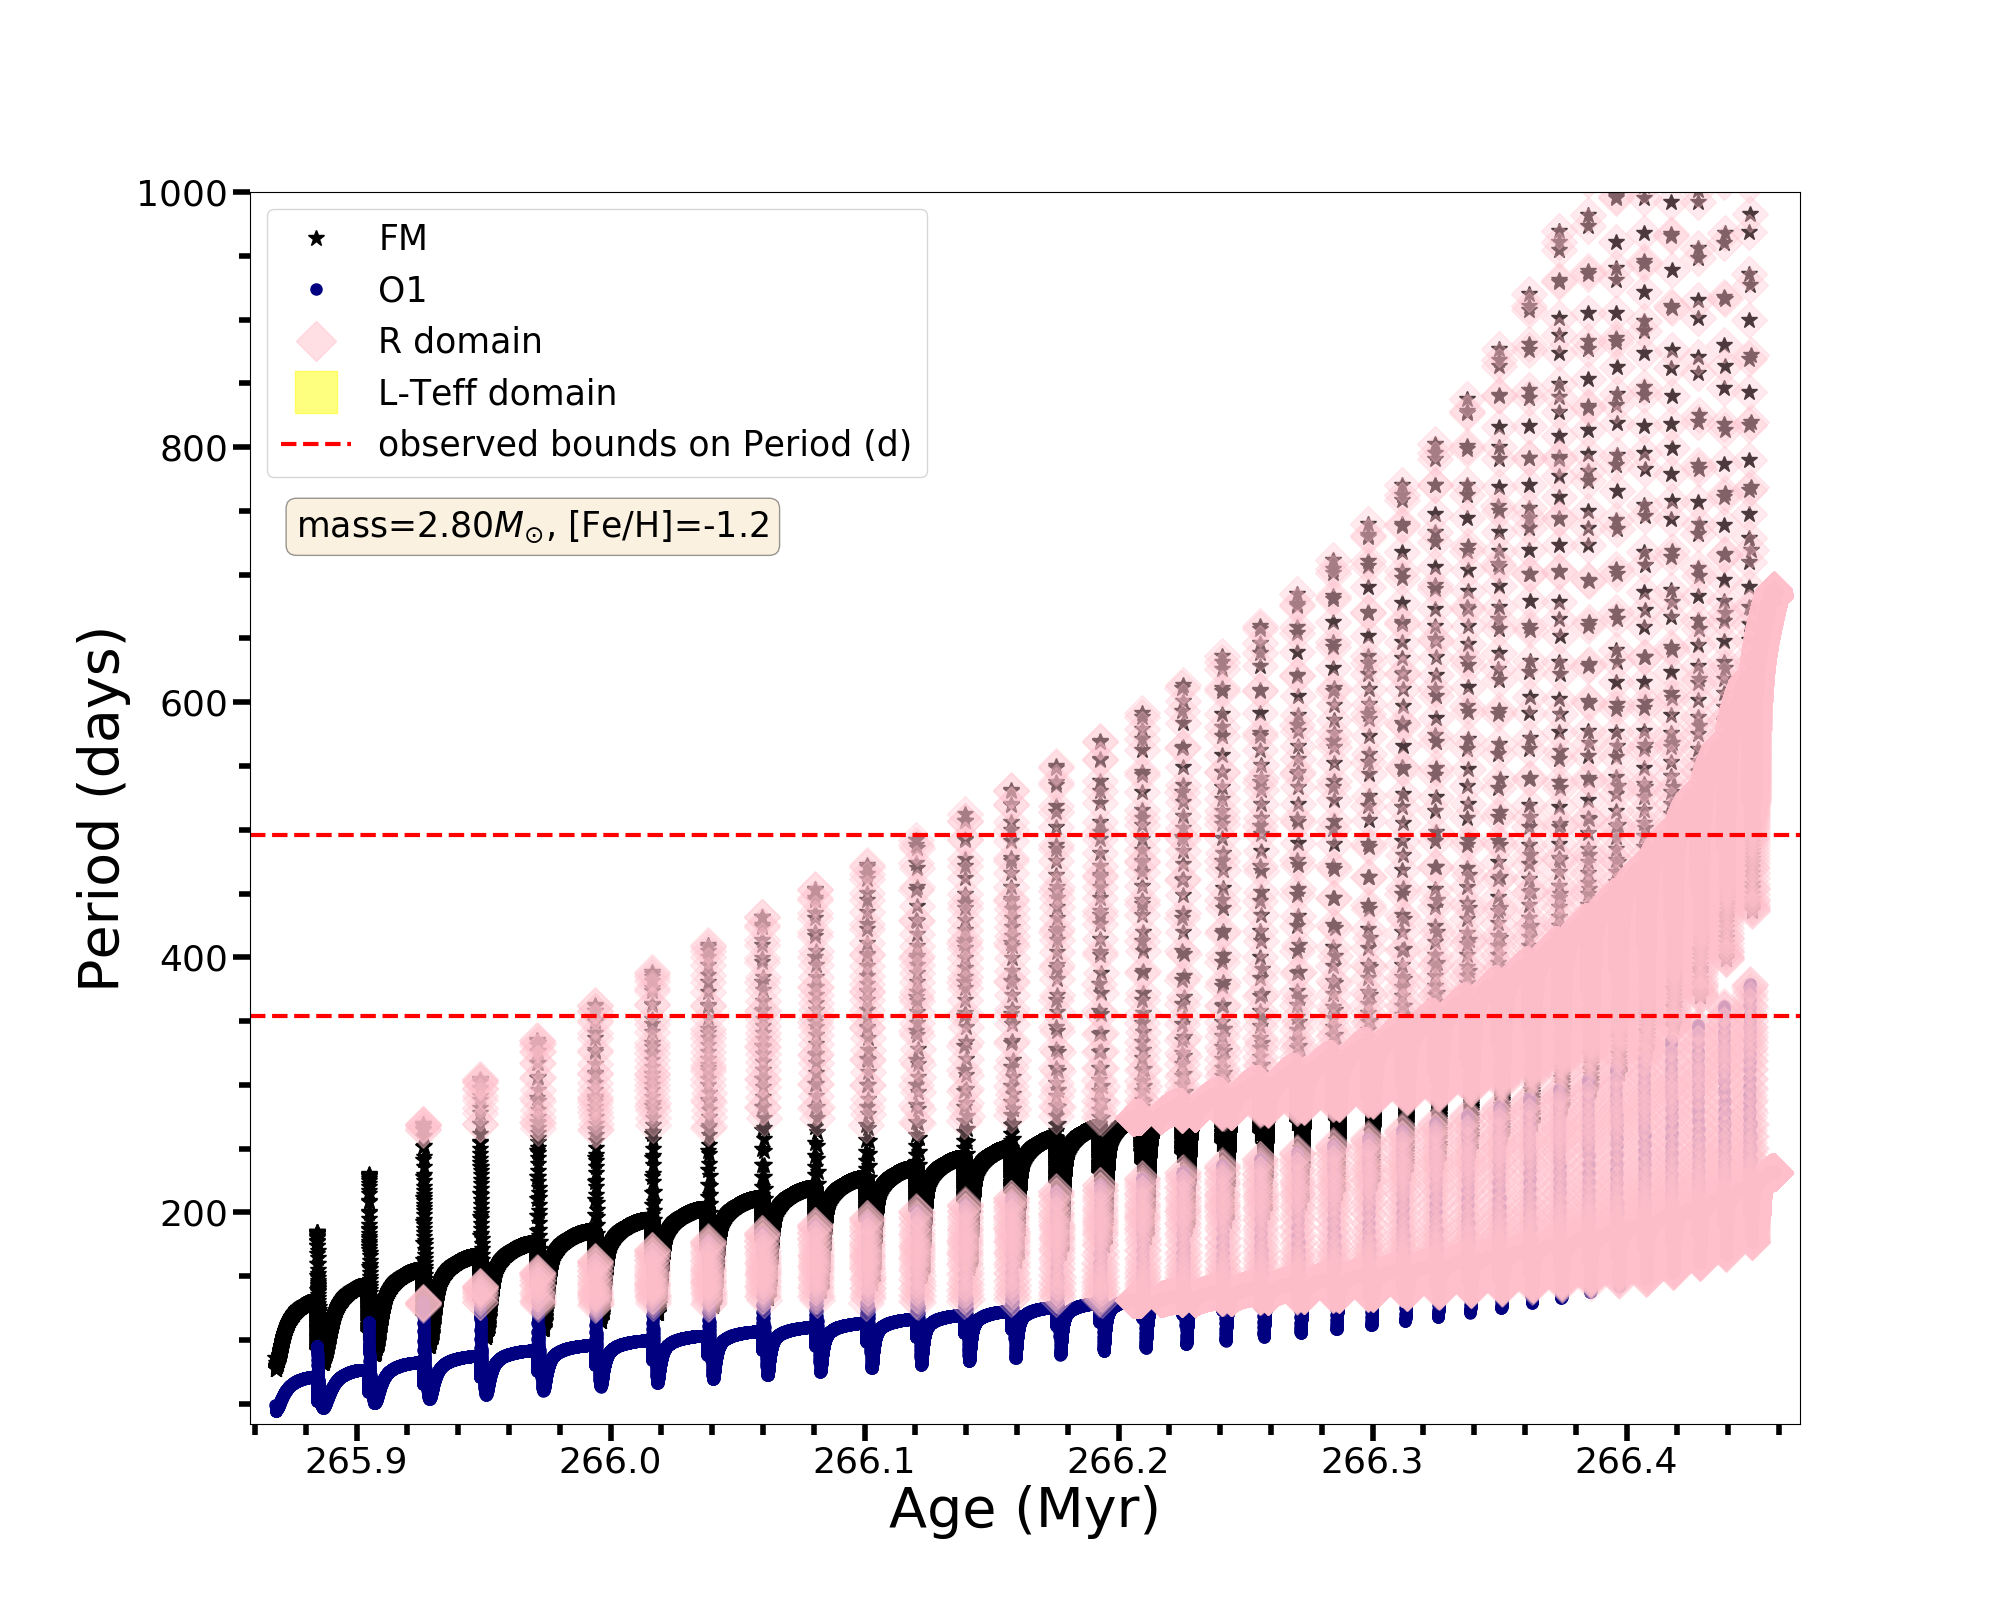 1000
800
600
400
200
Period (days)
FM
O1
R domain
L-Teff domain
observed bounds on Period (d)
mass=2.80M☉, [Fe/H]=-1.2
265.9 266.0 266.1 266.2 266.3 266.4
Age (Myr)